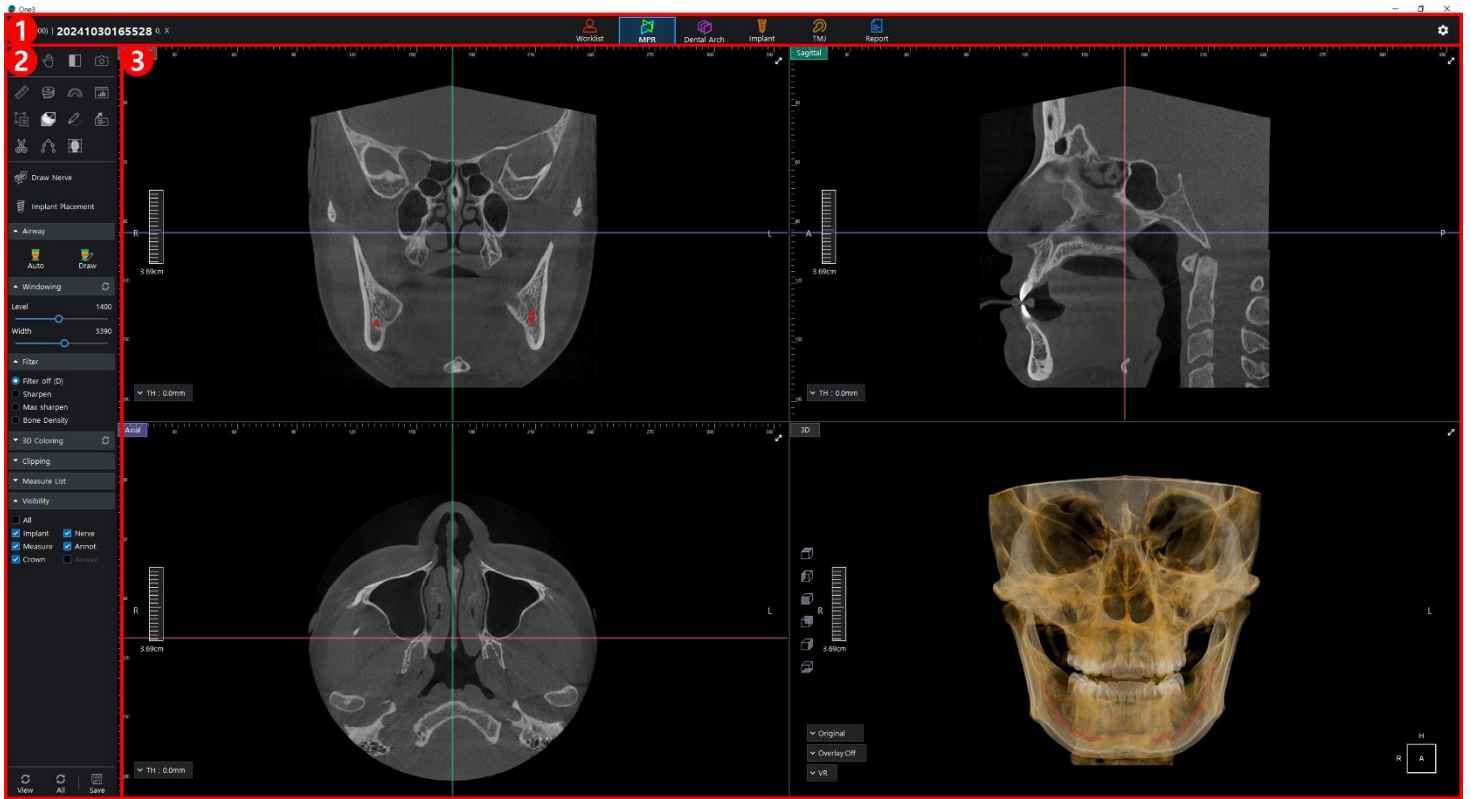 One3
1
00) | 20241030165528 0, X
Worklist
MPR
Dental Arch
Implant
TMJ
Report
2
Draw Nerve
Implant Placement
Airway
Auto
Draw
Windowing
Level 1400
Width 5390
Filter
Filter off (D)
Sharpen
Max sharpen
Bone Density
3D Coloring
Clipping
Measure List
Visibility
All
Implant Nerve
Measure Annot.
Crown Airway
View
All
Save
3
R
L
3.69cm
TH : 0.0mm
Sagittal
A
P
3.69cm
TH : 0.0mm
Axial
R
L
3.69cm
TH : 0.0mm
3D
R
L
3.69cm
Original
Overlay Off
VR
H
R A